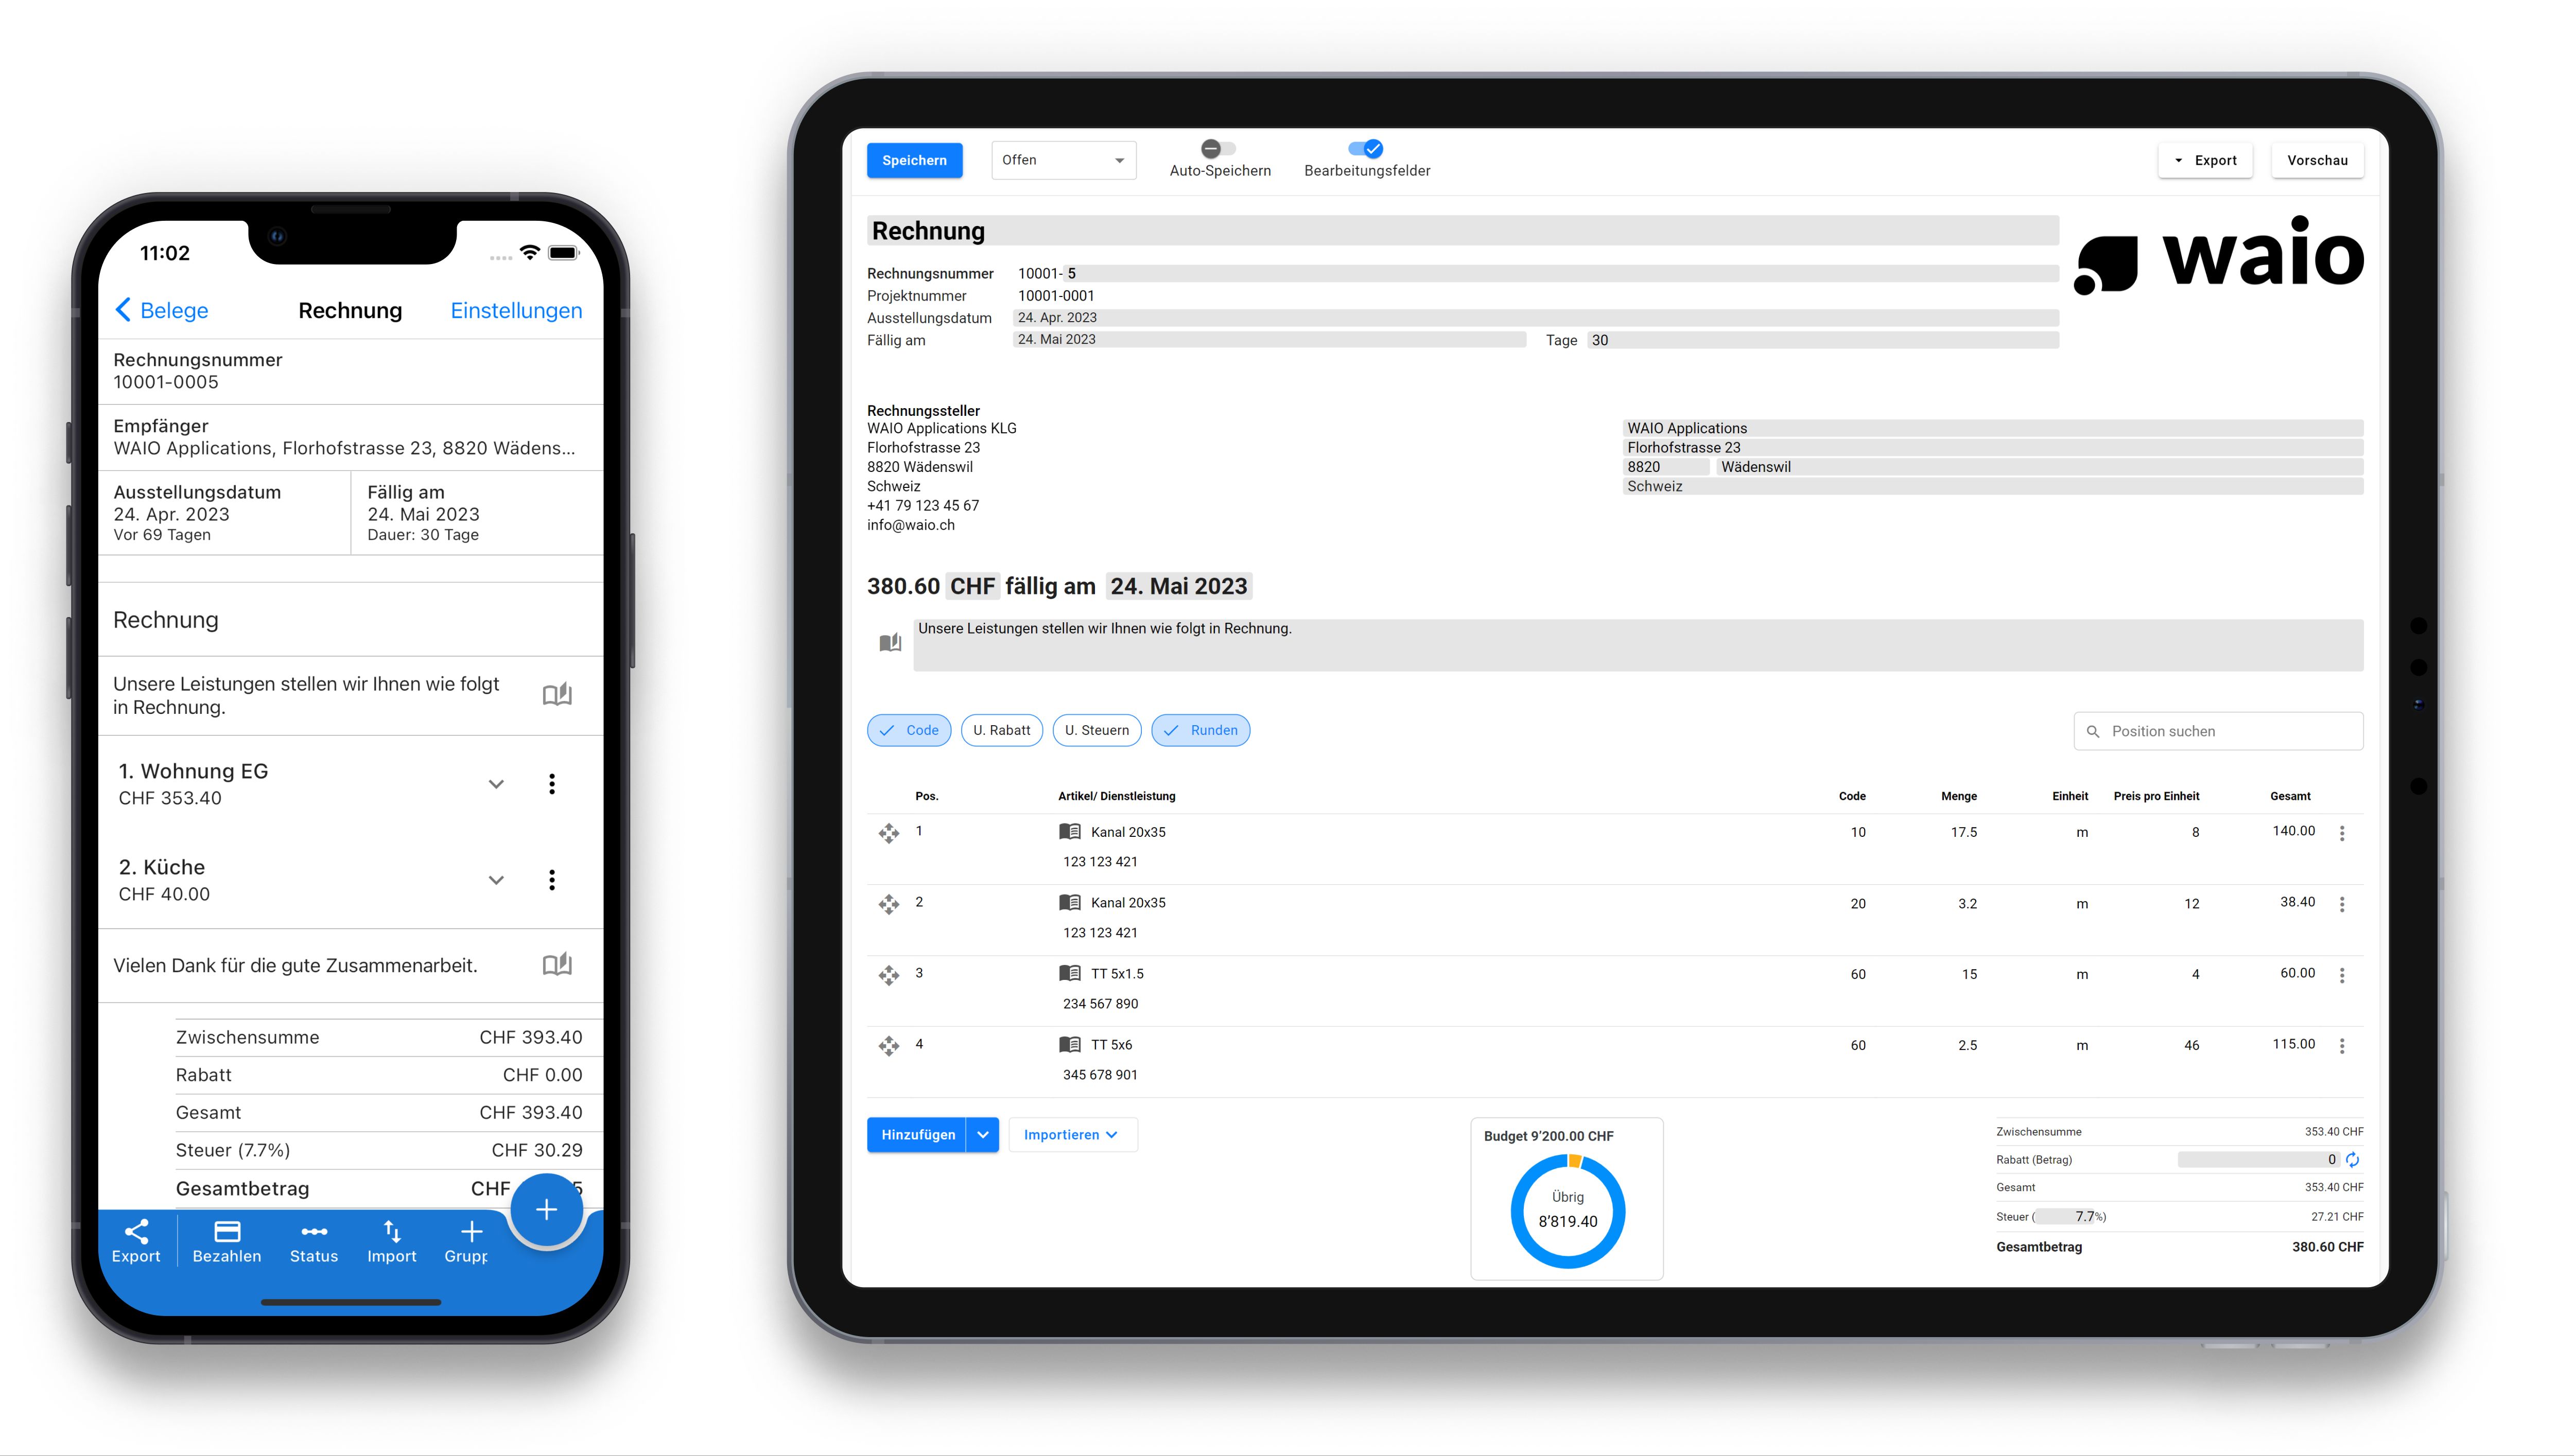 11:02
Belege Rechnung Einstellungen
Rechnungsnummer
10001-0005
Empfänger
WAIO Applications, Florhofstrasse 23, 8820 Wädens...
Ausstellungsdatum Fällig am
24. Apr. 2023 24. Mai 2023
Vor 69 Tagen Dauer: 30 Tage
Rechnung
Unsere Leistungen stellen wir Ihnen wie folgt
in Rechnung.
1. Wohnung EG
CHF 353.40
2. Küche
CHF 40.00
Vielen Dank für die gute Zusammenarbeit.
Zwischensumme CHF 393.40
Rabatt CHF 0.00
Gesamt CHF 393.40
Steuer (7.7%) CHF 30.29
Gesamtbetrag CHF 5
Export Bezahlen Status Import Grupp
Speichern Offen Auto-Speichern Bearbeitungsfelder Export Vorschau
Rechnung
waio
Rechnungsnummer 10001- 5
Projektnummer 10001-0001
Ausstellungsdatum 24. Apr. 2023
Fällig am 24. Mai 2023 Tage 30
Rechnungssteller
WAIO Applications KLG WAIO Applications
Florhofstrasse 23 Florhofstrasse 23
8820 Wädenswil 8820 Wädenswil
Schweiz Schweiz
+41 79 123 45 67
info@waio.ch
380.60 CHF fällig am 24. Mai 2023
Unsere Leistungen stellen wir Ihnen wie folgt in Rechnung.
Code U. Rabatt U. Steuern Runden Position suchen
Pos. Artikel/ Dienstleistung Code Menge Einheit Preis pro Einheit Gesamt
1 Kanal 20x35 10 17.5 m 8 140.00
123 123 421
2 Kanal 20x35 20 3.2 m 12 38.40
123 123 421
3 TT 5x1.5 60 15 m 4 60.00
234 567 890
4 TT 5x6 60 2.5 m 46 115.00
345 678 901
Hinzufügen Importieren
Budget 9'200.00 CHF
Übrig
8'819.40
Zwischensumme 353.40 CHF
Rabatt (Betrag) 0
Gesamt 353.40 CHF
Steuer ( 7.7%) 27.21 CHF
Gesamtbetrag 380.60 CHF